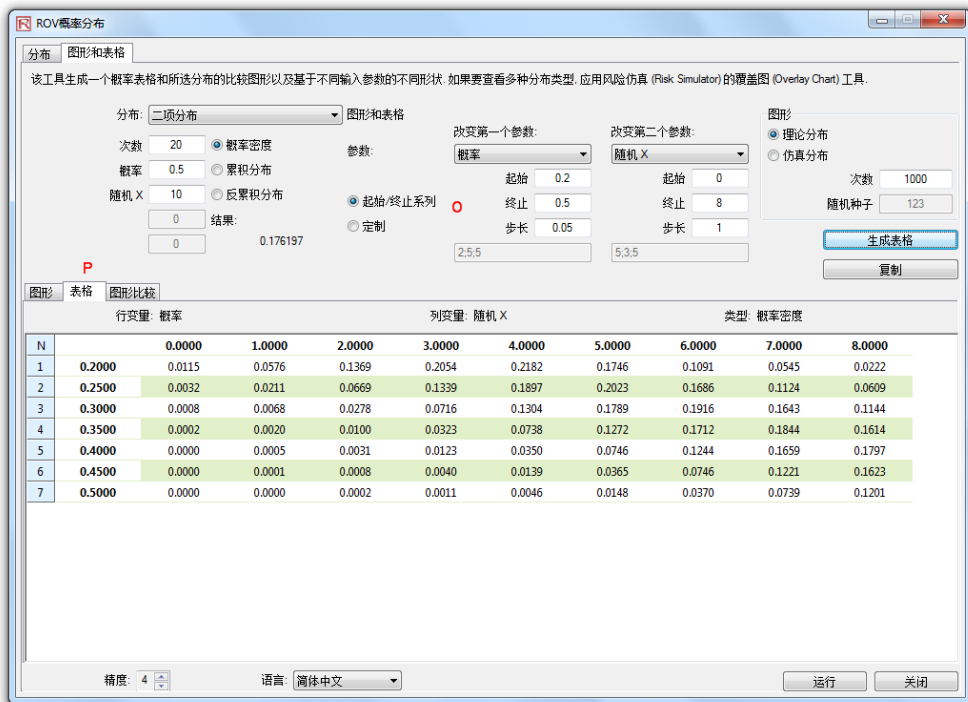 ROV概率分布
分布 图形和表格
该工具生成一个概率表格和所选分布的比较图形以及基于不同输入参数的不同形状. 如果要查看多种分布类型, 应用风险仿真 (Risk Simulator) 的覆盖图 (Overlay Chart) 工具.
分布: 二项分布 图形和表格 图形
次数 20 概率密度 参数: 改变第一个参数: 改变第二个参数: 理论分布
概率 0.5 累积分布 概率 随机 X 仿真分布
随机 X 10 反累积分布 起始/终止系列 起始 0.2 起始 0 次数 1000
0 结果: 定制 O 终止 0.5 终止 8 随机种子 123
0 0.176197 步长 0.05 步长 1 生成表格
2;5;5 5;3;5 复制
P
图形 表格 图形比较
行变量: 概率 列变量: 随机 X 类型: 概率密度
N 0.0000 1.0000 2.0000 3.0000 4.0000 5.0000 6.0000 7.0000 8.0000
1 0.2000 0.0115 0.0576 0.1369 0.2054 0.2182 0.1746 0.1091 0.0545 0.0222
2 0.2500 0.0032 0.0211 0.0669 0.1339 0.1897 0.2023 0.1686 0.1124 0.0609
3 0.3000 0.0008 0.0068 0.0278 0.0716 0.1304 0.1789 0.1916 0.1643 0.1144
4 0.3500 0.0002 0.0020 0.0100 0.0323 0.0738 0.1272 0.1712 0.1844 0.1614
5 0.4000 0.0000 0.0005 0.0031 0.0123 0.0350 0.0746 0.1244 0.1659 0.1797
6 0.4500 0.0000 0.0001 0.0008 0.0040 0.0139 0.0365 0.0746 0.1221 0.1623
7 0.5000 0.0000 0.0000 0.0002 0.0011 0.0046 0.0148 0.0370 0.0739 0.1201
精度: 4 语言: 简体中文 运行 关闭